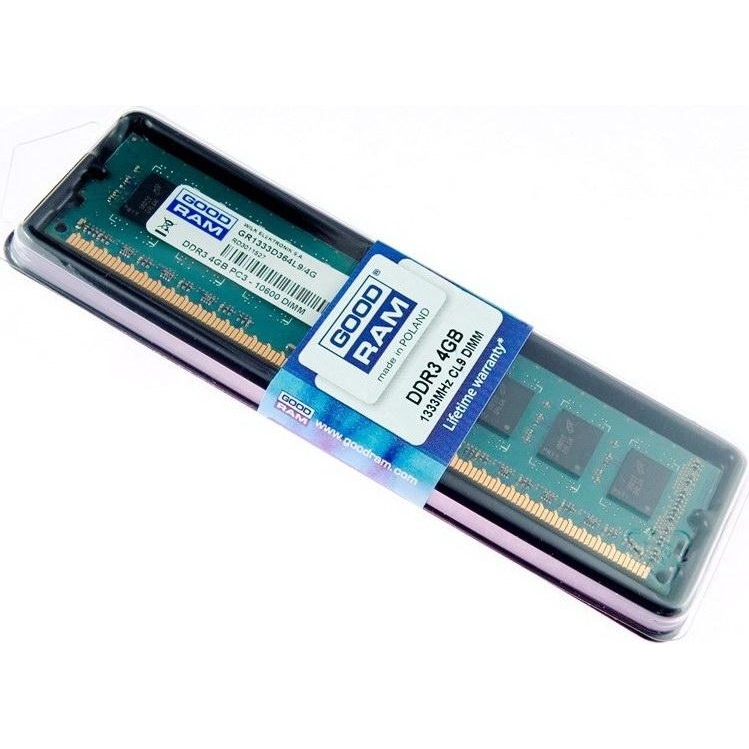 GOOD
RAM
WILK ELEKTRONIK S.A.
GR1333D364L9/4G
DDR3 4GB PC3 - 10600 DIMM
GOOD
RAM
®
made in POLAND
DDR3 4GB
1333MHz CL9 DIMM
Lifetime warranty*
GOOD
RAM
www.goodram.com